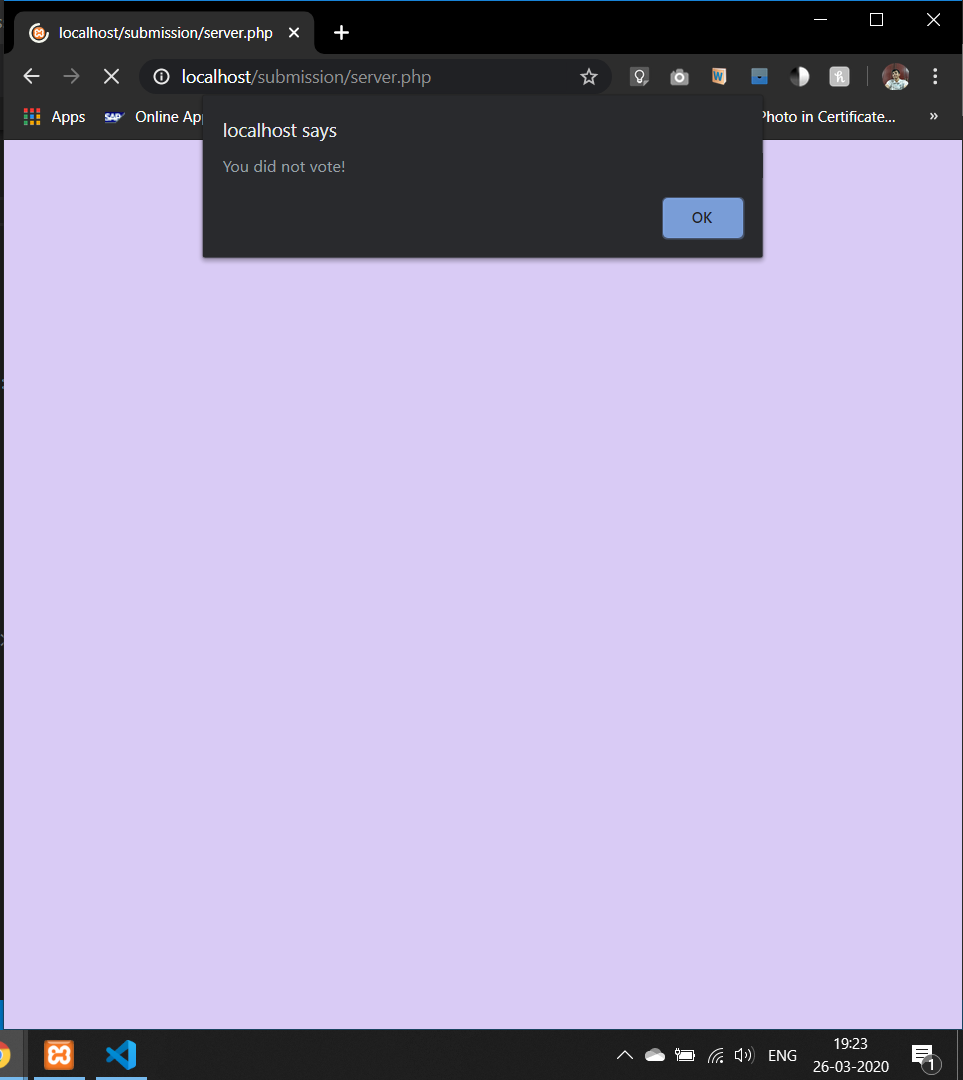 localhost/submission/server.php
localhost/submission/server.php
Apps
SAP
Online App
Photo in Certificate...
localhost says
You did not vote!
OK
ENG
19:23
26-03-2020
1